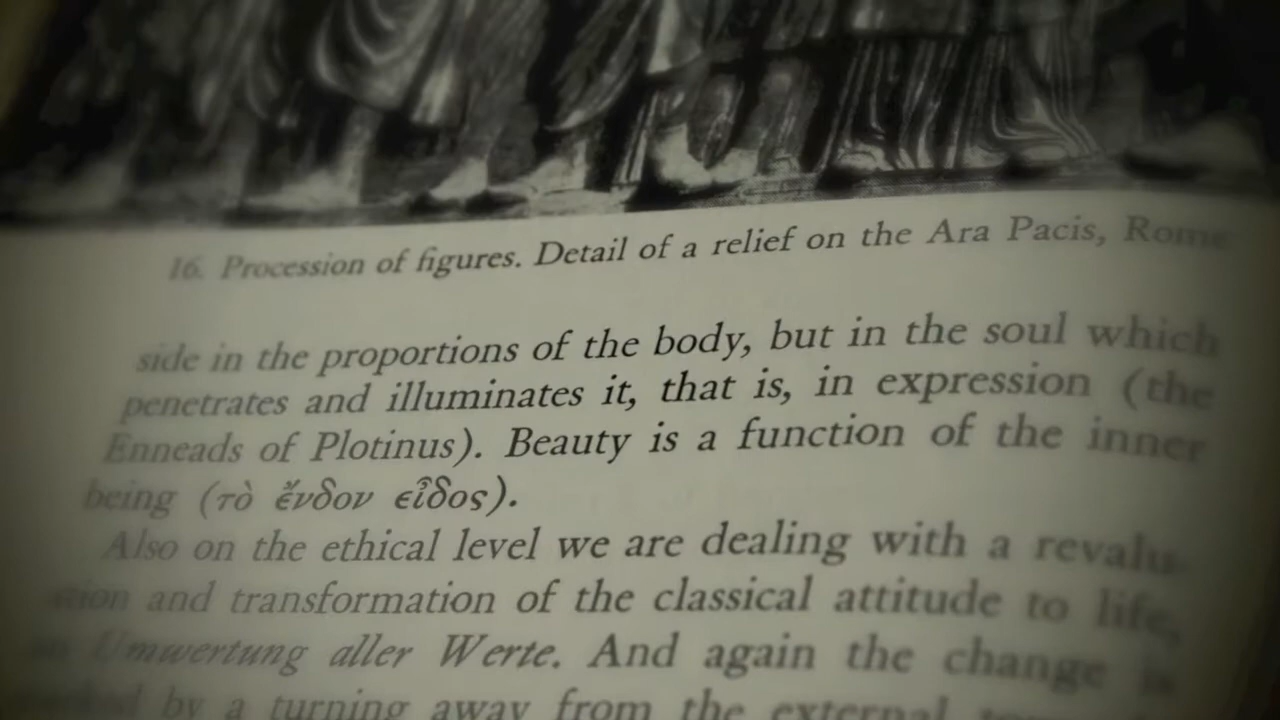 16. Procession of figures. Detail of a relief on the Ara Pacis, Rome
side in the proportions of the body, but in the soul which
penetrates and illuminates it, that is, in expression (the
Enneads of Plotinus). Beauty is a function of the inner
being (τὸ ἔνδον εἶδος).
Also on the ethical level we are dealing with a revalu-
ation and transformation of the classical attitude to life,
an Umwertung aller Werte. And again the change is
by a turning away from the external